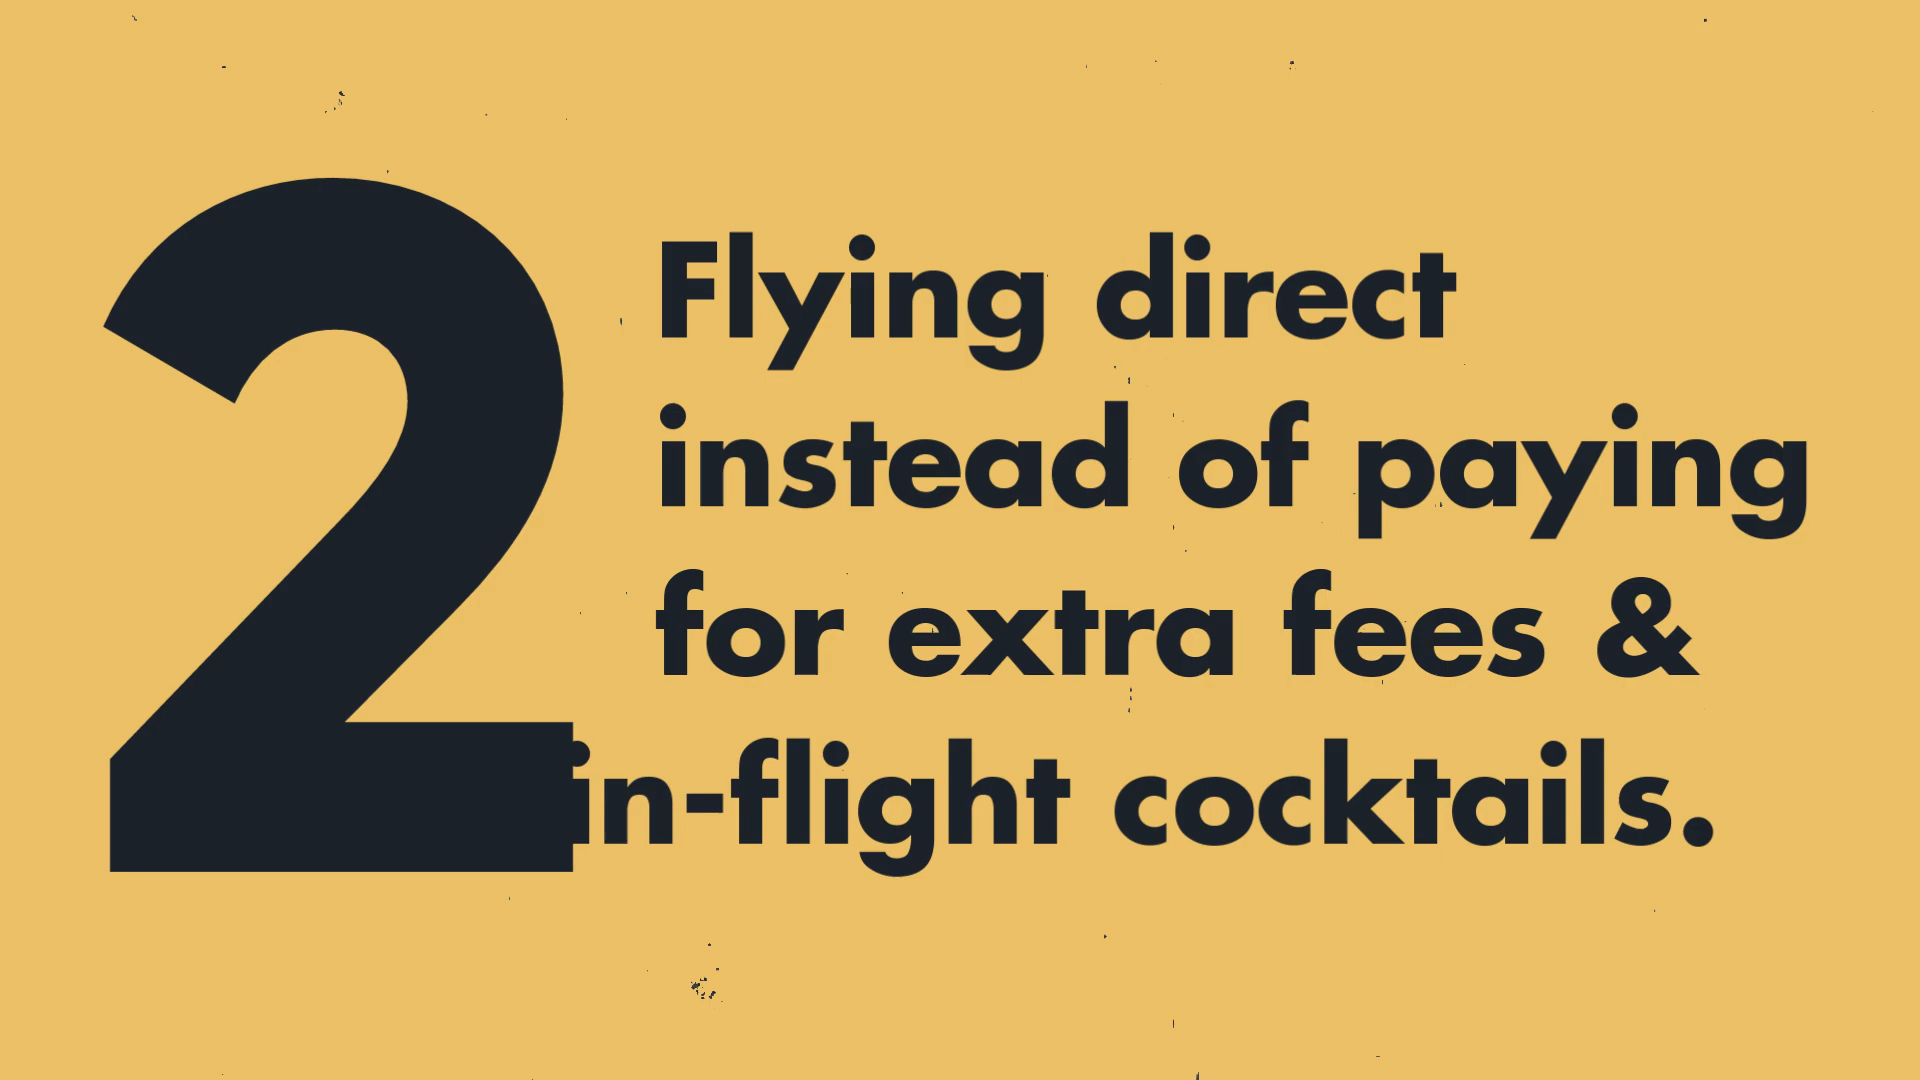 2
Flying direct
instead of paying
for extra fees &
in-flight cocktails.